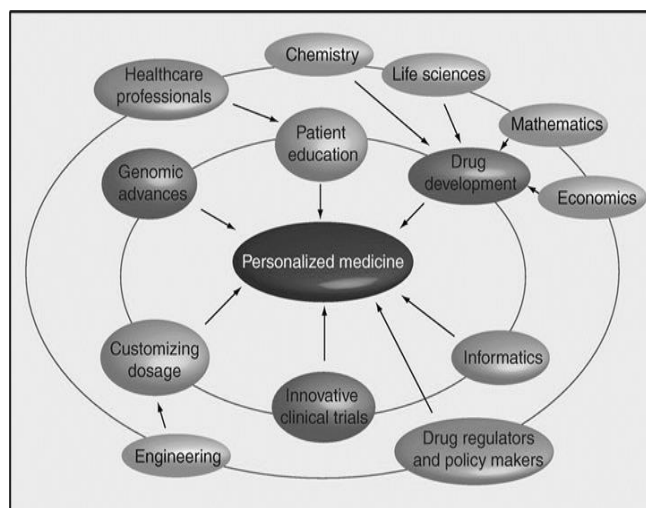 Chemistry
Life sciences
Healthcare
professionals
Mathematics
Patient
education
Drug
development
Genomic
advances
Economics
Personalized medicine
Customizing
dosage
Informatics
Innovative
clinical trials
Drug regulators
and policy makers
Engineering